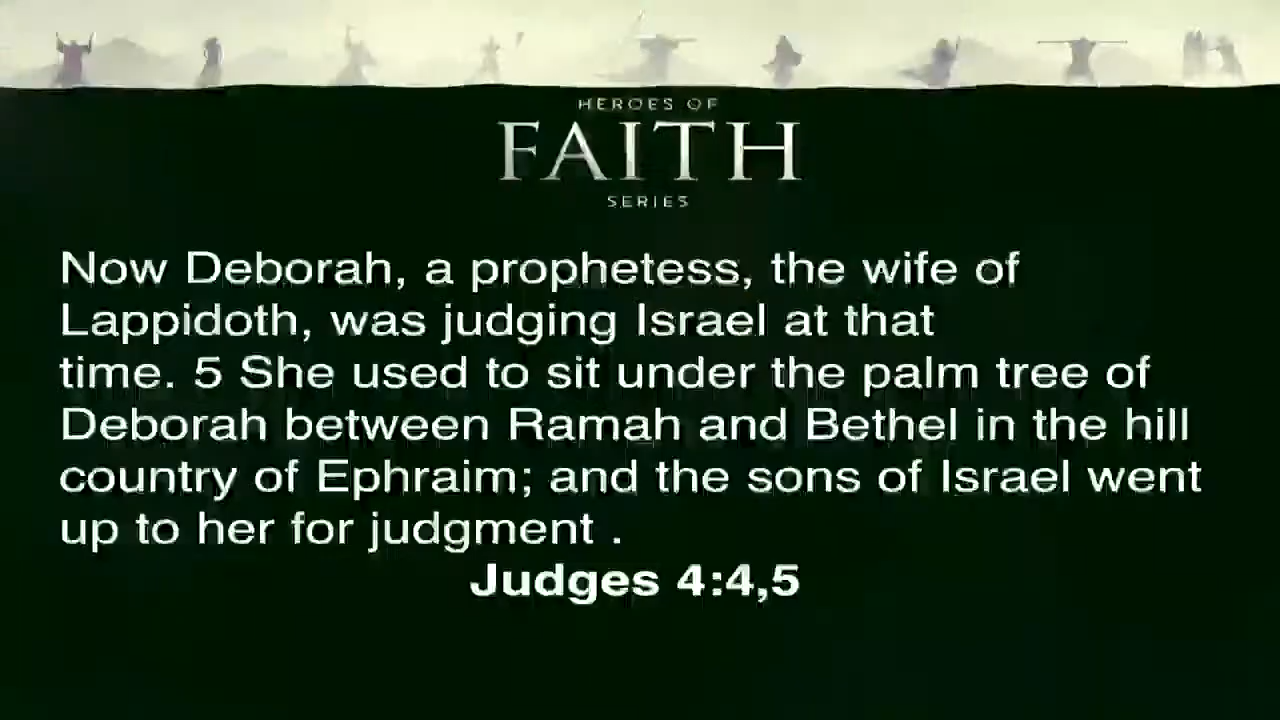 HEROES OF
FAITH
SERIES
Now Deborah, a prophetess, the wife of
Lappidoth, was judging Israel at that
time. 5 She used to sit under the palm tree of
Deborah between Ramah and Bethel in the hill
country of Ephraim; and the sons of Israel went
up to her for judgment .
Judges 4:4,5